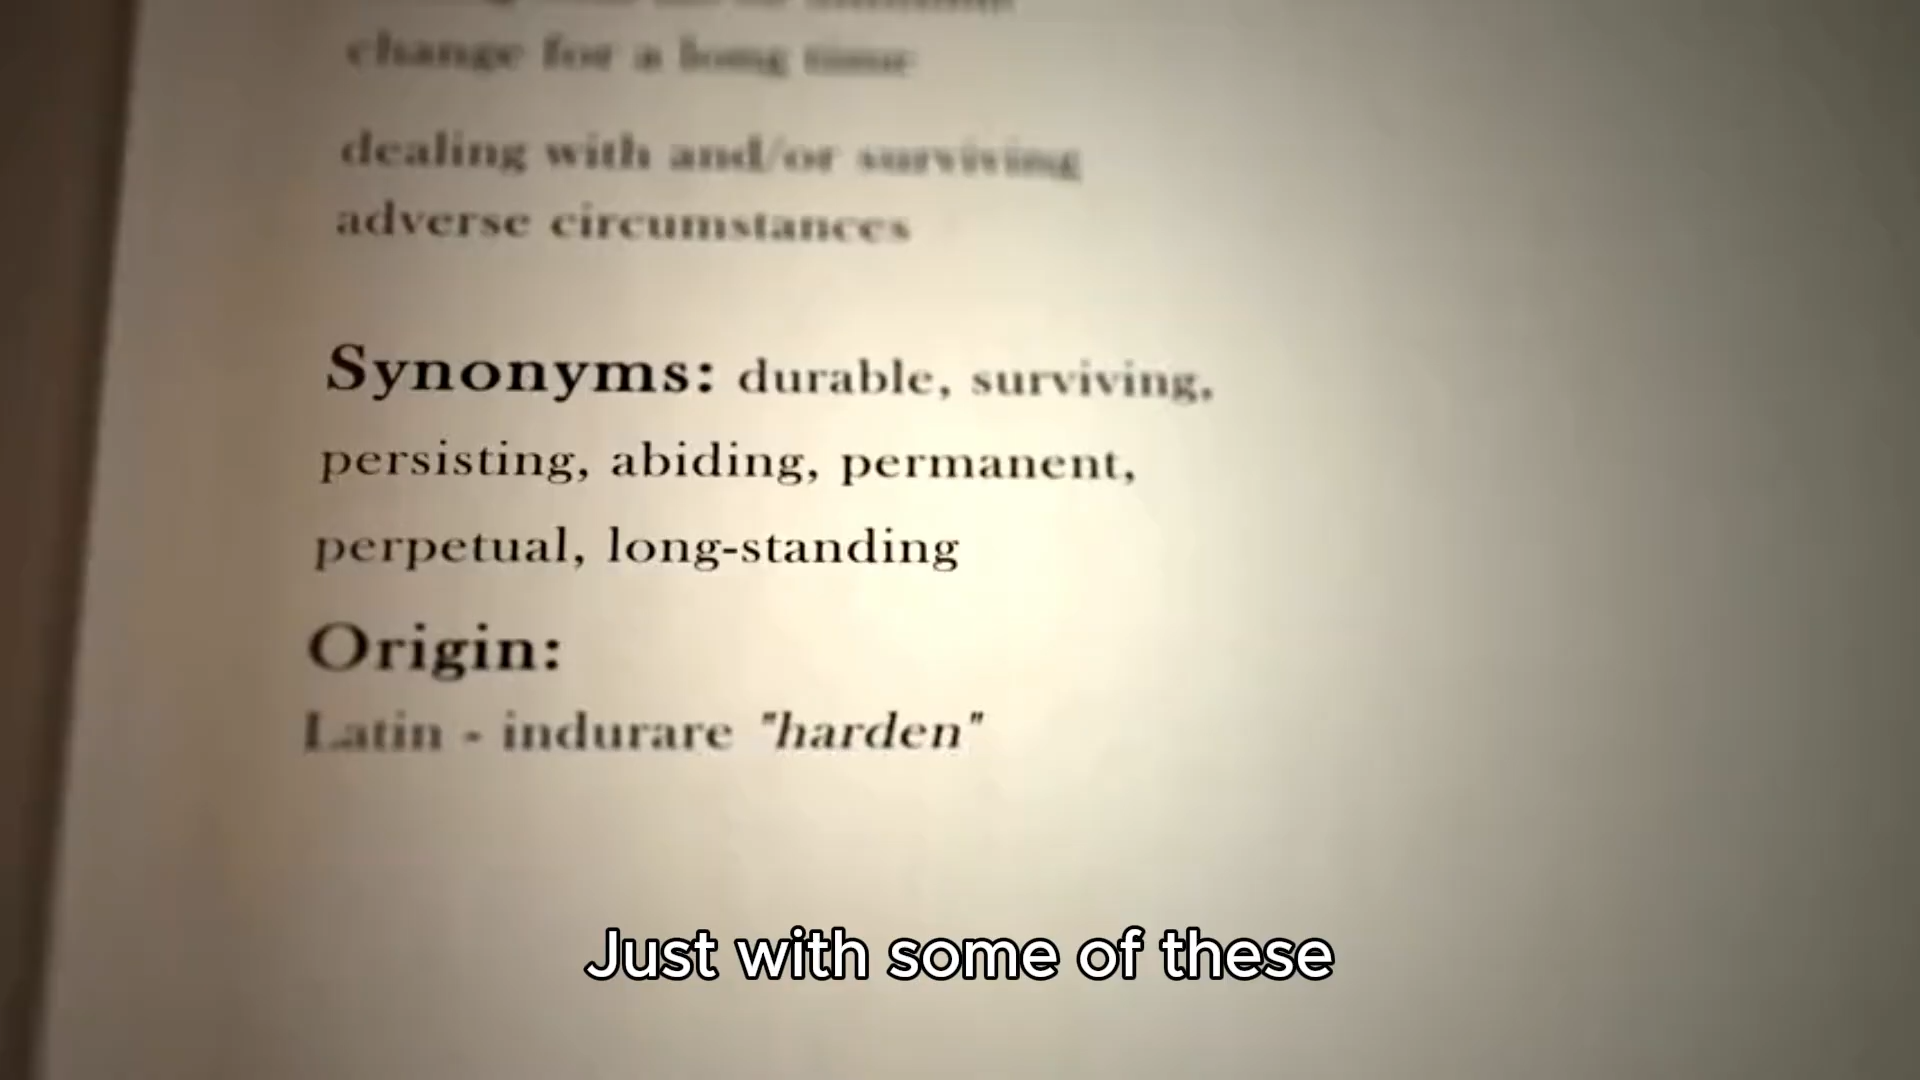 change for a long time
dealing with and/or surviving
adverse circumstances
Synonyms: durable, surviving,
persisting, abiding, permanent,
perpetual, long-standing
Origin:
Latin - indurare "harden"
Just with some of these